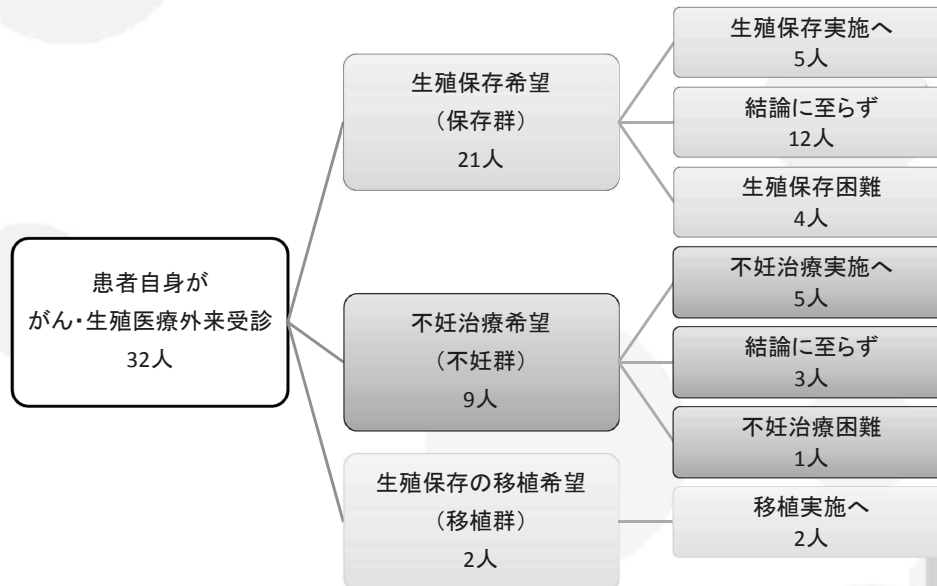 患者自身が
がん・生殖医療外来受診
32人
生殖保存希望
（保存群）
21人
生殖保存実施へ
5人
結論に至らず
12人
生殖保存困難
4人
不妊治療希望
（不妊群）
9人
不妊治療実施へ
5人
結論に至らず
3人
不妊治療困難
1人
生殖保存の移植希望
（移植群）
2人
移植実施へ
2人